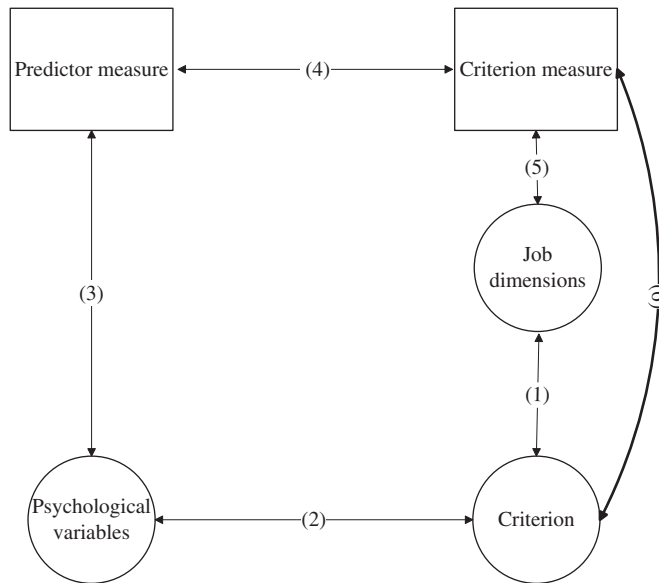 Predictor measure
(4)
Criterion measure
(5)
Job
dimensions
(3)
(1)
Psychological
variables
(2)
Criterion